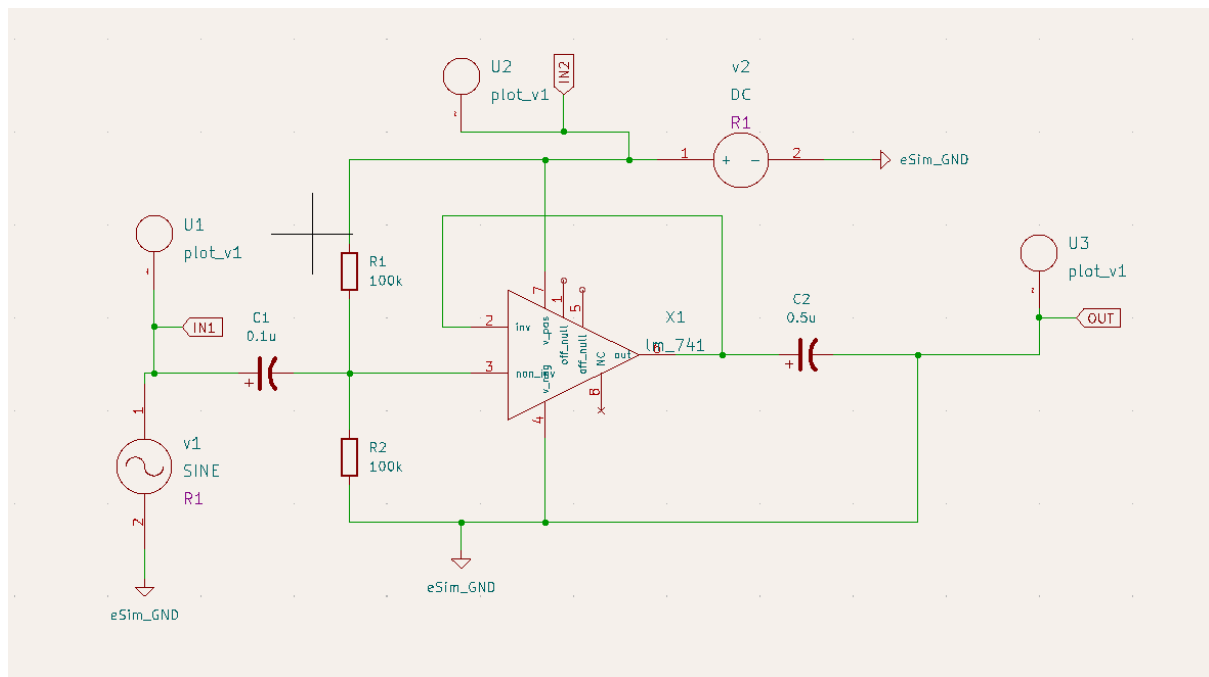 U2
plot_v1
IN2
v2
DC
R1
1
2
eSim_GND
U1
plot_v1
IN1
C1
0.1u
R1
100k
7
1
5
2
inv
v_pos
off_null
off_null
NC
3
non_inv
v_neg
out
6
X1
lm_741
8
4
C2
0.5u
U3
plot_v1
OUT
1
v1
SINE
R1
2
eSim_GND
R2
100k
eSim_GND